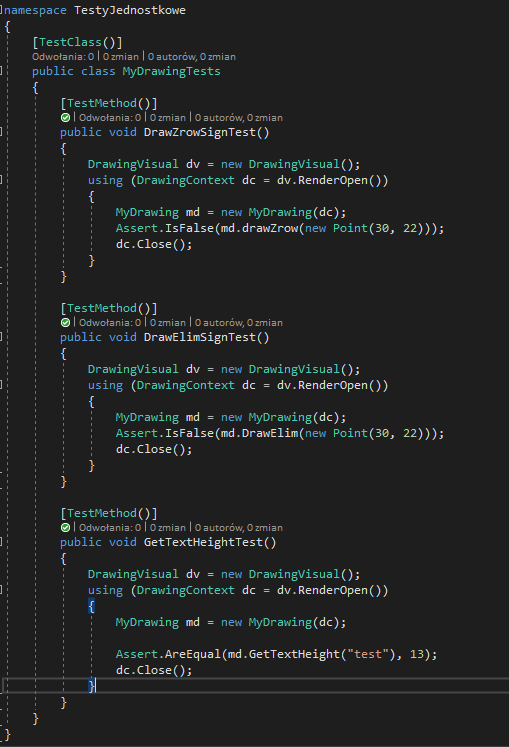 namespace TestyJednostkowe
{
[TestClass()]
Odwołania: 0 | 0 zmian | 0 autorów, 0 zmian
public class MyDrawingTests
{
[TestMethod()]
| Odwołania: 0 | 0 zmian | 0 autorów, 0 zmian
public void DrawZrowSignTest()
{
DrawingVisual dv = new DrawingVisual();
using (DrawingContext dc = dv.RenderOpen())
{
MyDrawing md = new MyDrawing(dc);
Assert.IsFalse(md.drawZrow(new Point(30, 22)));
dc.Close();
}
}
[TestMethod()]
| Odwołania: 0 | 0 zmian | 0 autorów, 0 zmian
public void DrawElimSignTest()
{
DrawingVisual dv = new DrawingVisual();
using (DrawingContext dc = dv.RenderOpen())
{
MyDrawing md = new MyDrawing(dc);
Assert.IsFalse(md.DrawElim(new Point(30, 22)));
dc.Close();
}
}
[TestMethod()]
| Odwołania: 0 | 0 zmian | 0 autorów, 0 zmian
public void GetTextHeightTest()
{
DrawingVisual dv = new DrawingVisual();
using (DrawingContext dc = dv.RenderOpen())
{
MyDrawing md = new MyDrawing(dc);
Assert.AreEqual(md.GetTextHeight("test"), 13);
dc.Close();
}
}
}
}